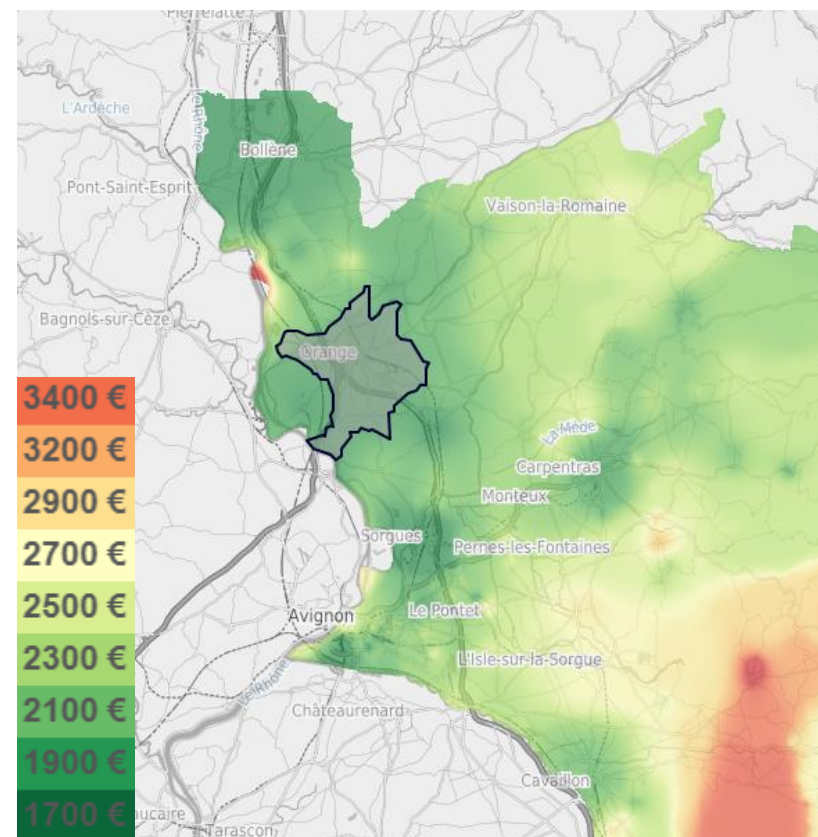 Pierrelatte
L'Ardèche
Le Rhône
Bollène
Pont-Saint-Esprit
Vaison-la-Romaine
Bagnols-sur-Cèze
Orange
3400 €
3200 €
2900 €
2700 €
2500 €
2300 €
2100 €
1900 €
1700 €
La Mède
Carpentras
Monteux
Sorgues
Pernes-les-Fontaines
Avignon
Le Pontet
L'Isle-sur-la-Sorgue
Le Rhône
Châteaurenard
Cavaillon
aucaire
Tarascon